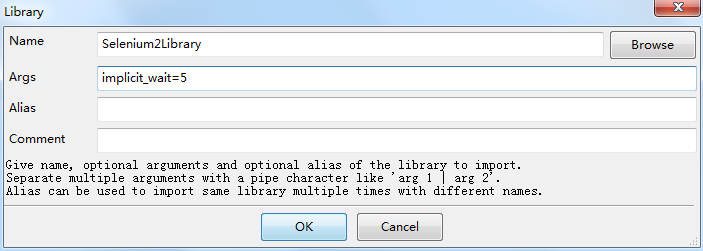 Library
Name Selenium2Library Browse
Args implicit_wait=5
Alias
Comment
Give name, optional arguments and optional alias of the library to import.
Separate multiple arguments with a pipe character like 'arg 1 | arg 2'.
Alias can be used to import same library multiple times with different names.
OK Cancel